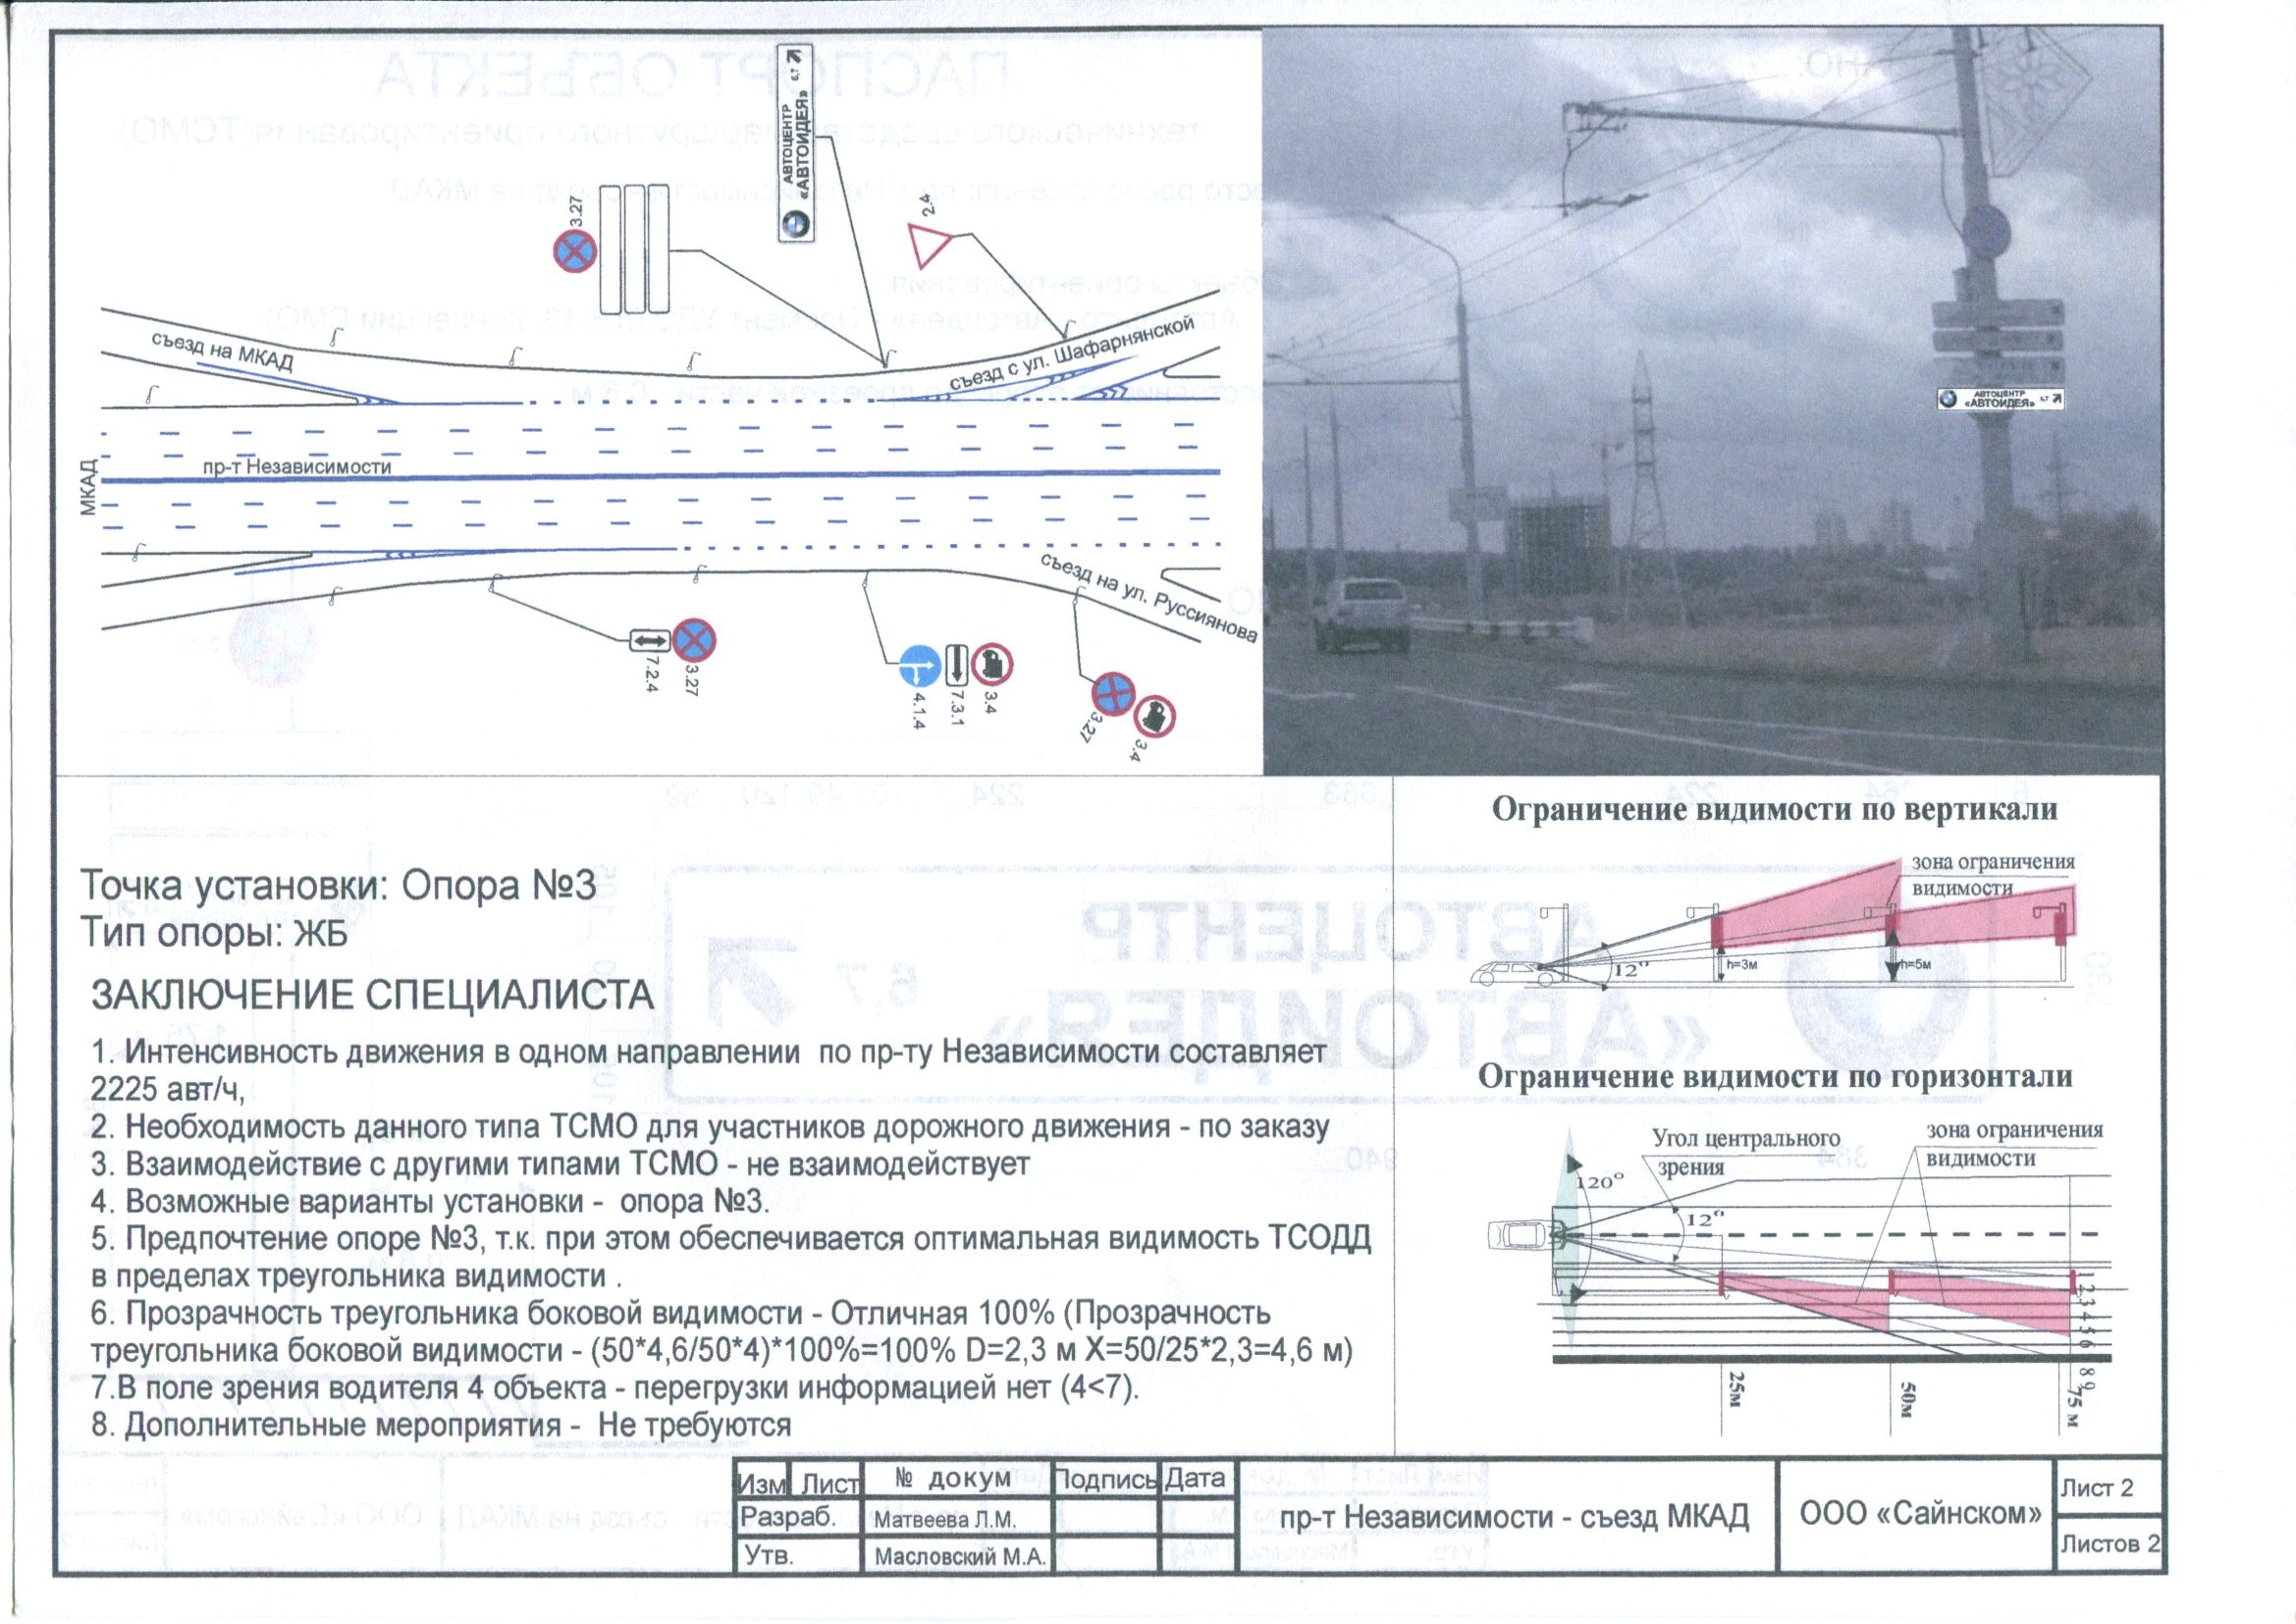 АВТОЦЕНТР
«АВТОИДЕЯ»
6,7
3.27
2.4
съезд на МКАД
съезд с ул. Шафарнянской
МКАД
пр-т Независимости
съезд на ул. Руссиянова
7.2.4
3.27
4.1.4
7.3.1
3.4
3.27
3.4
АВТОЦЕНТР
«АВТОИДЕЯ»
6,7
Точка установки: Опора №3
Тип опоры: ЖБ
ЗАКЛЮЧЕНИЕ СПЕЦИАЛИСТА
1. Интенсивность движения в одном направлении по пр-ту Независимости составляет
2225 авт/ч,
2. Необходимость данного типа ТСМО для участников дорожного движения - по заказу
3. Взаимодействие с другими типами ТСМО - не взаимодействует
4. Возможные варианты установки - опора №3.
5. Предпочтение опоре №3, т.к. при этом обеспечивается оптимальная видимость ТСОДД
в пределах треугольника видимости .
6. Прозрачность треугольника боковой видимости - Отличная 100% (Прозрачность
треугольника боковой видимости - (50*4,6/50*4)*100%=100% D=2,3 м X=50/25*2,3=4,6 м)
7.В поле зрения водителя 4 объекта - перегрузки информацией нет (4<7).
8. Дополнительные мероприятия - Не требуются
Ограничение видимости по вертикали
зона ограничения
видимости
12°
h=3м
h=5м
Ограничение видимости по горизонтали
Угол центрального
зрения
зона ограничения
видимости
120°
12°
1 2 3 4 5 6
8 9
25м
50м
75 м
Изм Лист № докум Подпись Дата
Разраб. Матвеева Л.М.
Утв. Масловский М.А.
пр-т Независимости - съезд МКАД
ООО «Сайнском»
Лист 2
Листов 2